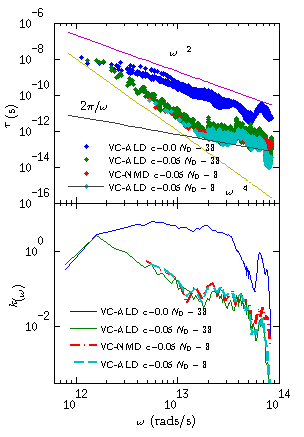 10^-6
10^-8
10^-10
10^-12
10^-14
10^-16
τ (s)
ω^-2
2π/ω
VC-ALD c=0.0 N_D = 38
VC-ALD c=0.05 N_D = 38
VC-NMD c=0.05 N_D = 8
VC-ALD c=0.05 N_D = 8
ω^-4
10^0
10^-2
k(ω)
VC-ALD c=0.0 N_D = 38
VC-ALD c=0.05 N_D = 38
VC-NMD c=0.05 N_D = 8
VC-ALD c=0.05 N_D = 8
10^12
10^13
10^14
ω (rads/s)